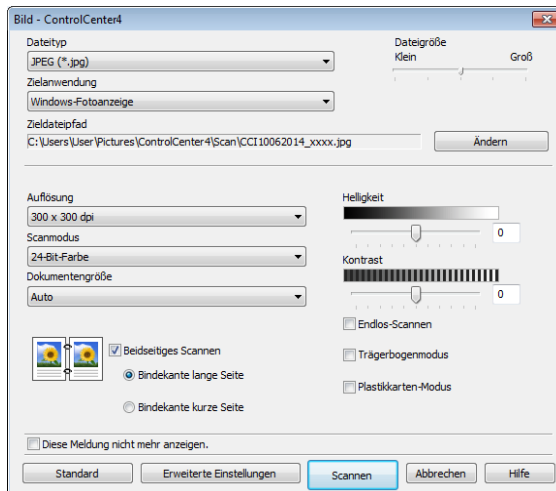 Bild - ControlCenter4
Dateityp
JPEG (*.jpg)
Dateigröße
Klein Groß
Zielanwendung
Windows-Fotoanzeige
Zieldateipfad
C:\Users\User\Pictures\ControlCenter4\Scan\CCI10062014_xxxx.jpg
Ändern
Auflösung
300 x 300 dpi
Scanmodus
24-Bit-Farbe
Dokumentengröße
Auto
Helligkeit
0
Kontrast
0
Beidseitiges Scannen
Bindekante lange Seite
Bindekante kurze Seite
Endlos-Scannen
Trägerbogenmodus
Plastikkarten-Modus
Diese Meldung nicht mehr anzeigen.
Standard Erweiterte Einstellungen Scannen Abbrechen Hilfe